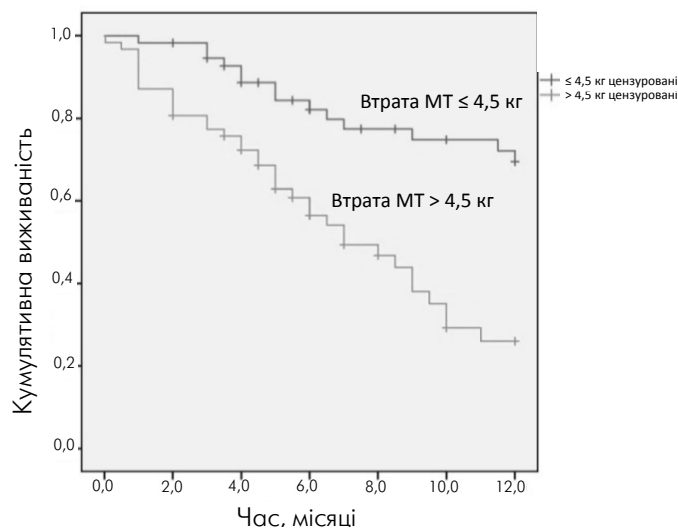 1,0
0,8
0,6
0,4
0,2
0,0
Кумулятивна виживаність
Втрата МТ ≤ 4,5 кг
Втрата МТ > 4,5 кг
≤ 4,5 кг цензуровані
> 4,5 кг цензуровані
0,0 2,0 4,0 6,0 8,0 10,0 12,0
Час, місяці